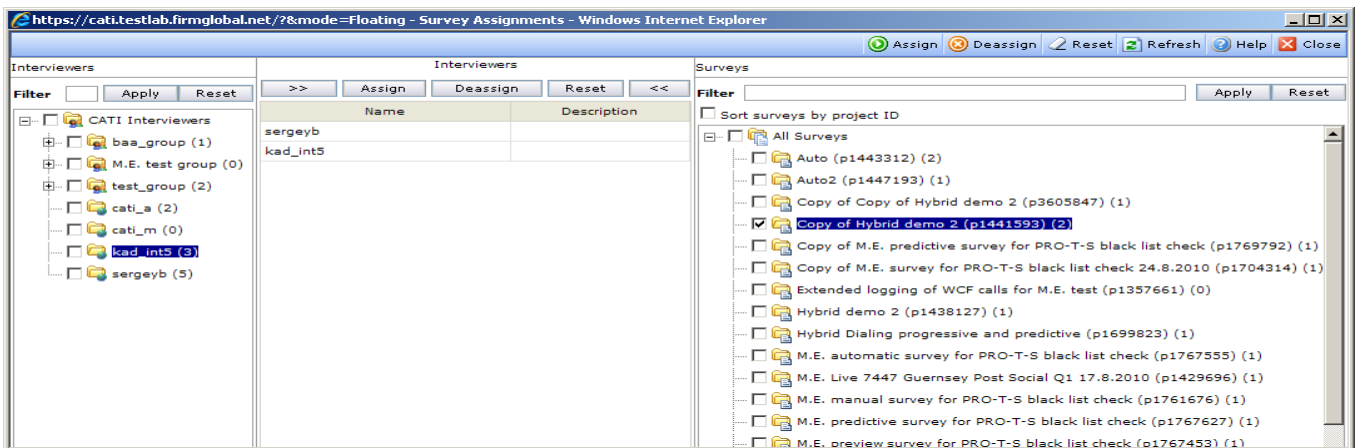 https://cati.testlab.firmglobal.net/?&mode=Floating - Survey Assignments - Windows Internet Explorer
Assign Deassign Reset Refresh Help Close
Interviewers
Filter Apply Reset
CATI Interviewers
baa_group (1)
M.E. test group (0)
test_group (2)
cati_a (2)
cati_m (0)
kad_int5 (3)
sergeyb (5)
Interviewers
>> Assign Deassign Reset <<
Name Description
sergeyb
kad_int5
Surveys
Filter Apply Reset
Sort surveys by project ID
All Surveys
Auto (p1443312) (2)
Auto2 (p1447193) (1)
Copy of Copy of Hybrid demo 2 (p3605847) (1)
Copy of Hybrid demo 2 (p1441593) (2)
Copy of M.E. predictive survey for PRO-T-S black list check (p1769792) (1)
Copy of M.E. survey for PRO-T-S black list check 24.8.2010 (p1704314) (1)
Extended logging of WCF calls for M.E. test (p1357661) (0)
Hybrid demo 2 (p1438127) (1)
Hybrid Dialing progressive and predictive (p1699823) (1)
M.E. automatic survey for PRO-T-S black list check (p1767555) (1)
M.E. Live 7447 Guernsey Post Social Q1 17.8.2010 (p1429696) (1)
M.E. manual survey for PRO-T-S black list check (p1761676) (1)
M.E. predictive survey for PRO-T-S black list check (p1767627) (1)
M.E. preview survey for PRO-T-S black list check (p1767453) (1)